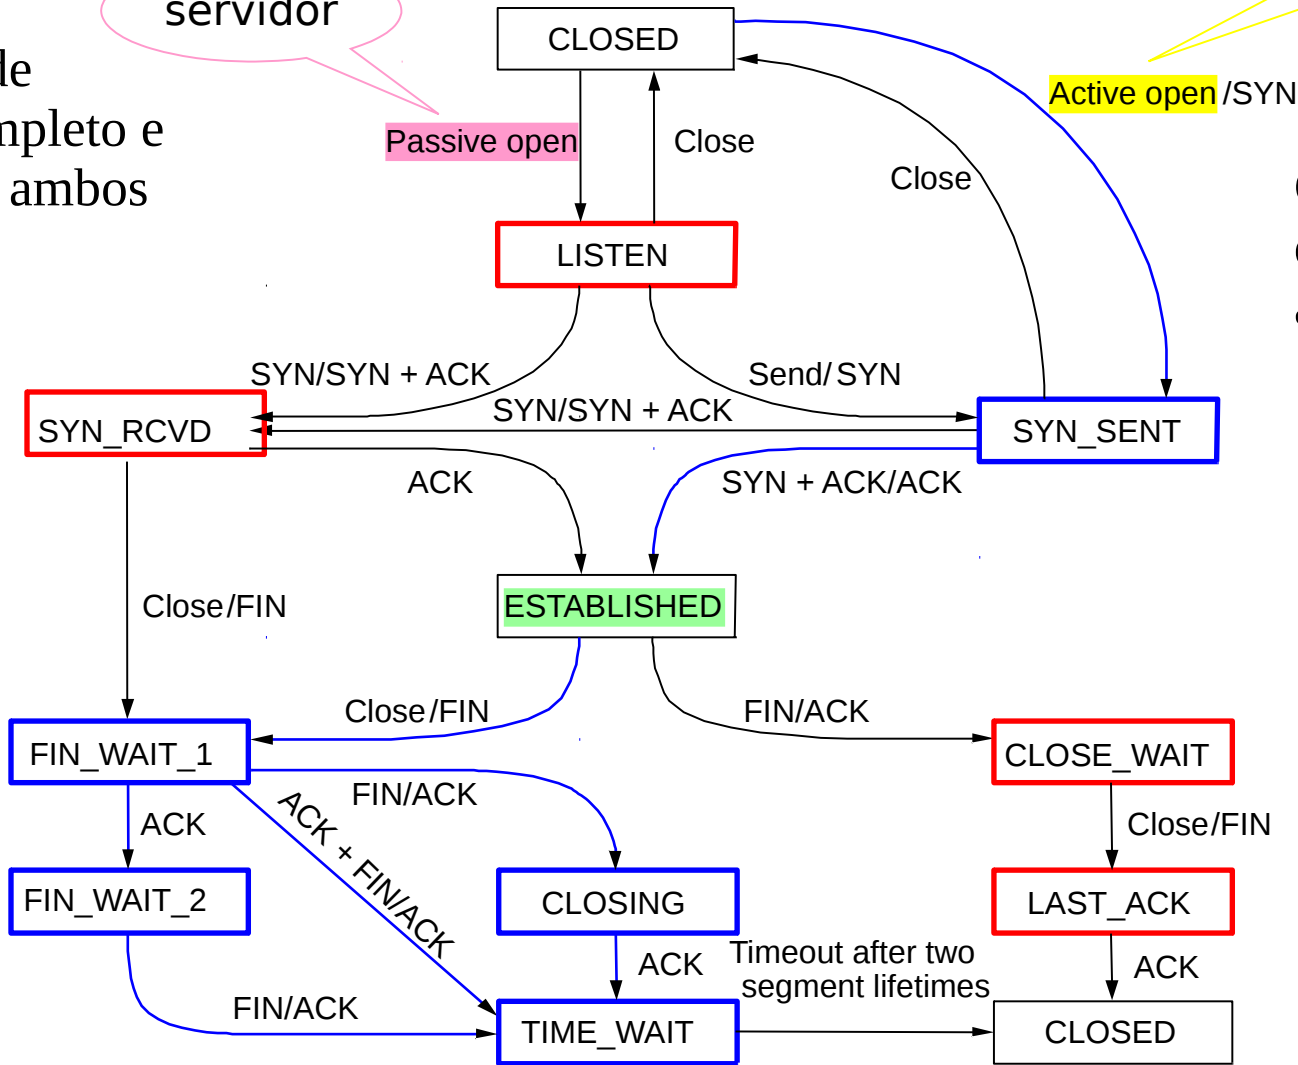 servidor
CLOSED
de
Active open /SYN
mpleto e
Passive open
Close
Close
ambos
LISTEN
SYN/SYN + ACK
Send/ SYN
SYN/SYN + ACK
SYN_RCVD
SYN_SENT
ACK
SYN + ACK/ACK
ESTABLISHED
Close/FIN
Close/FIN
FIN/ACK
FIN_WAIT_1
CLOSE_WAIT
FIN/ACK
ACK
ACK + FIN/ACK
Close/FIN
FIN_WAIT_2
CLOSING
LAST_ACK
Timeout after two
segment lifetimes
ACK
ACK
FIN/ACK
TIME_WAIT
CLOSED